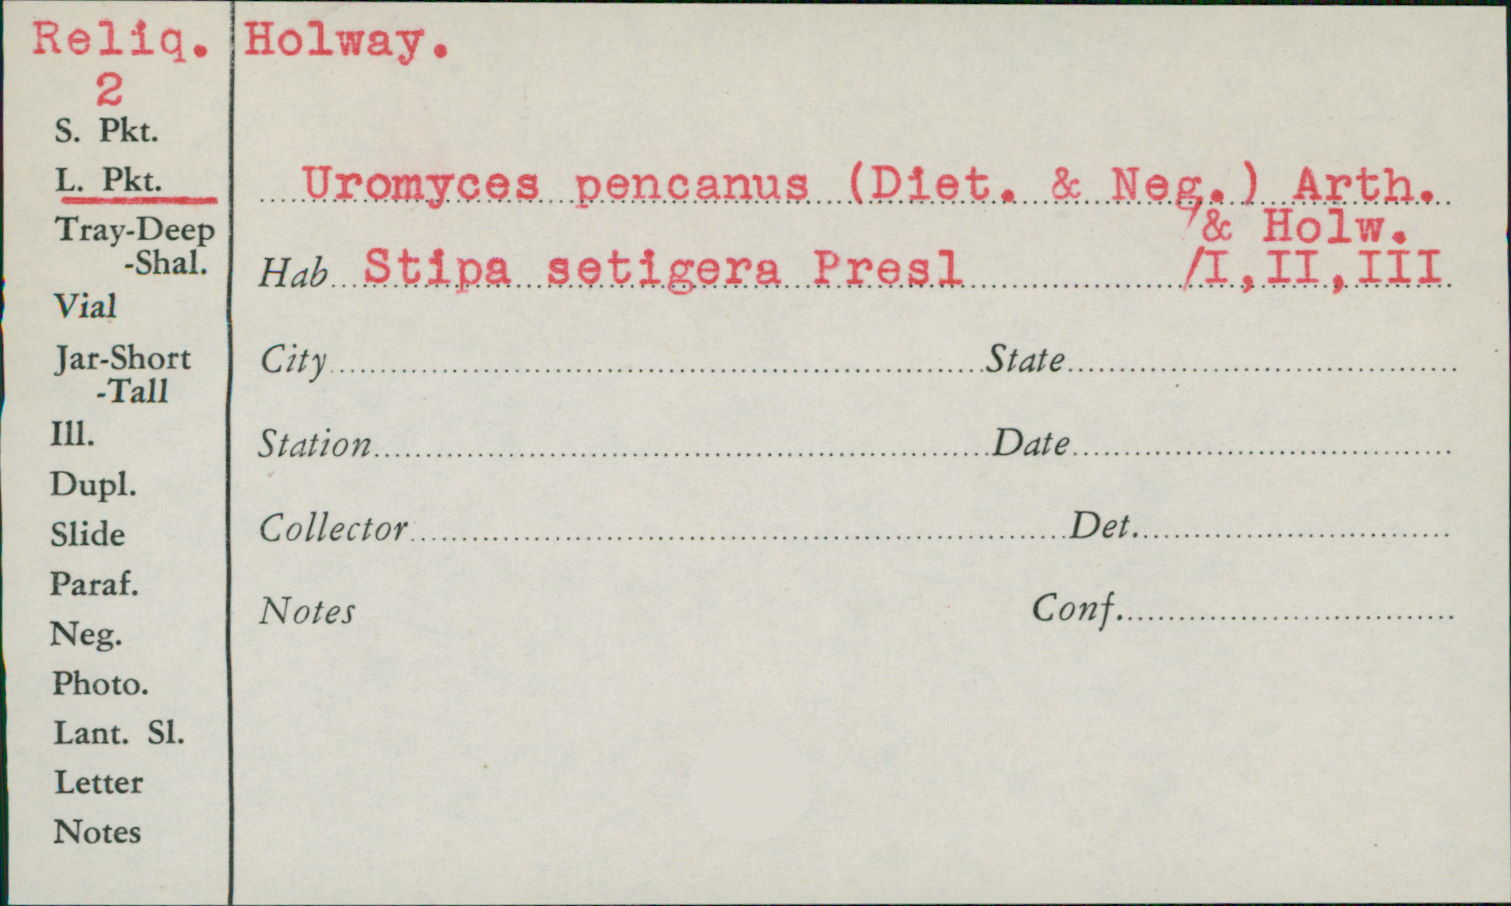 Reliq. Holway.
2
S. Pkt.
L. Pkt.
Tray-Deep
-Shal.
Vial
Jar-Short
-Tall
Ill.
Dupl.
Slide
Paraf.
Neg.
Photo.
Lant. Sl.
Letter
Notes
Uromyces pencanus (Diet. & Neg.) Arth.
/& Holw.
Hab Stipa setigera Presl /I,II,III
City State
Station Date
Collector Det.
Notes Conf.